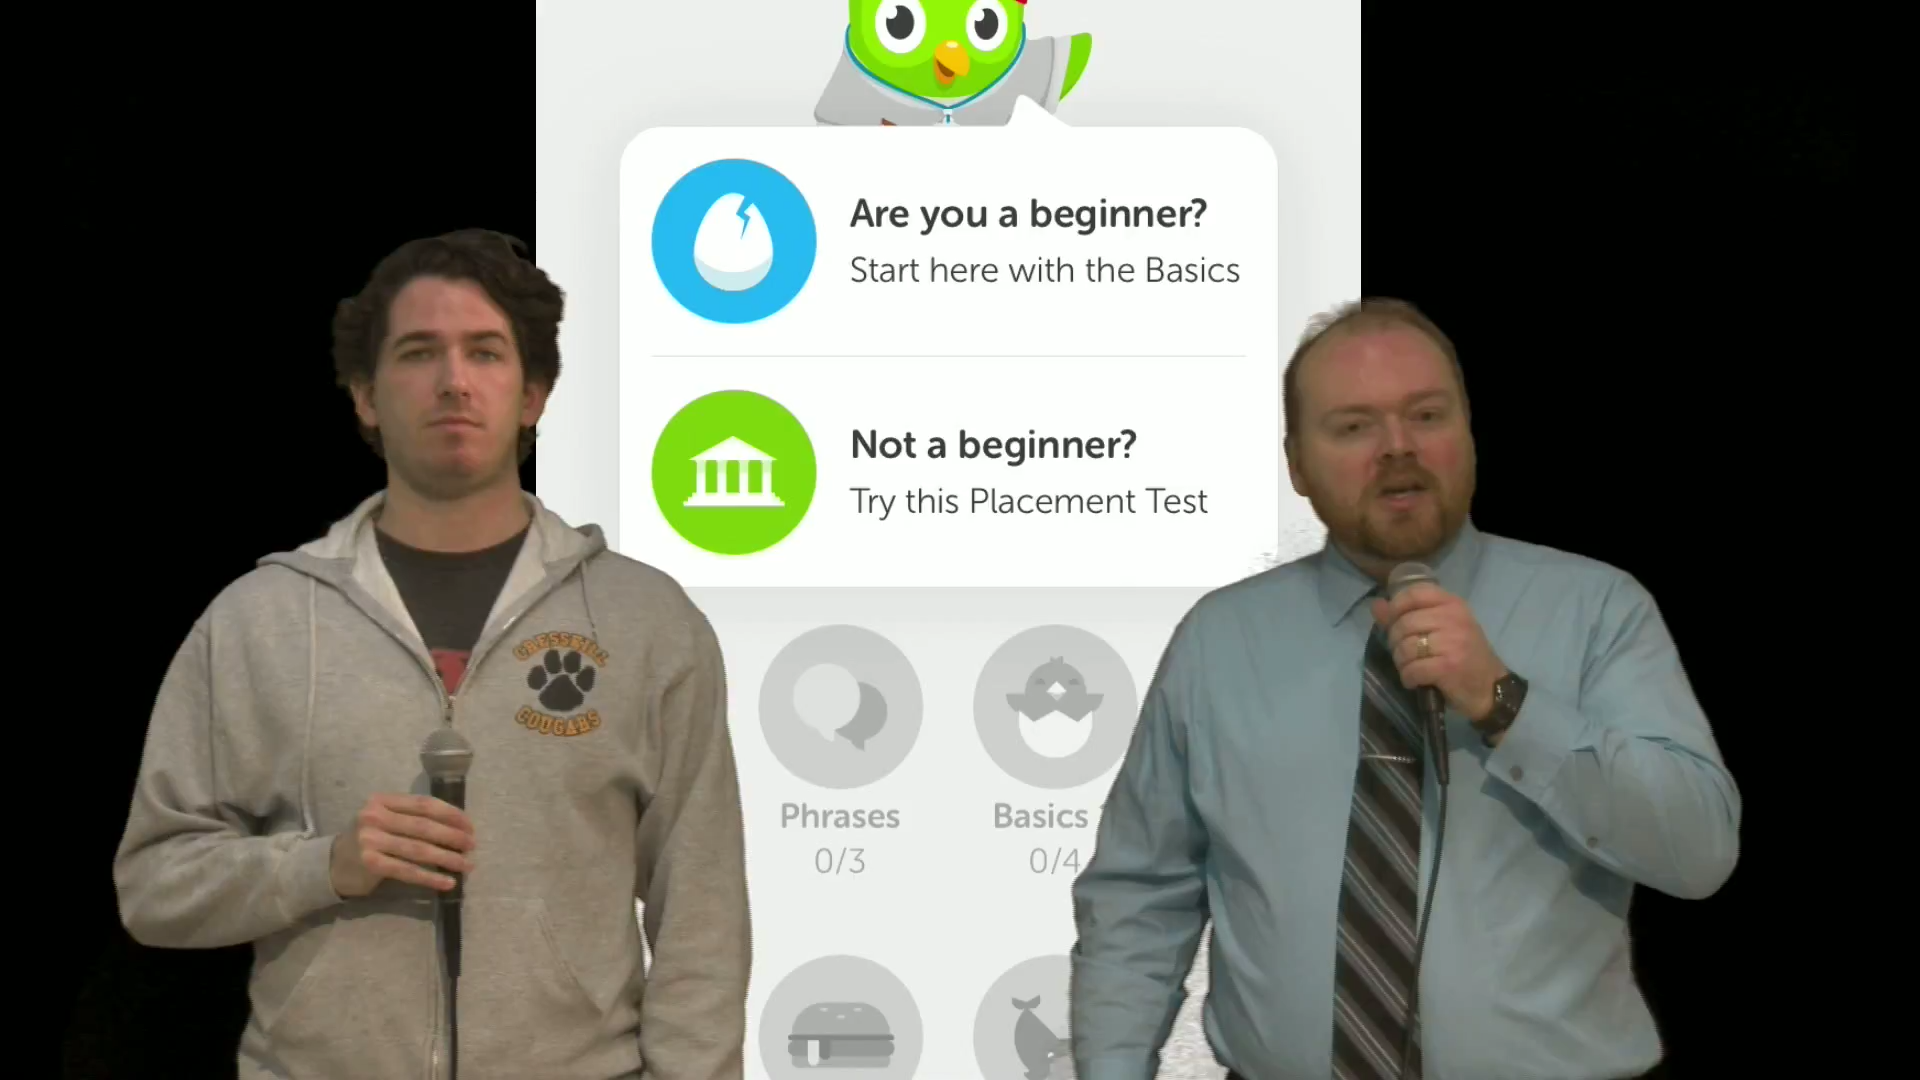 Are you a beginner?
Start here with the Basics
Not a beginner?
Try this Placement Test
CRESSKILL
COUGARS
Phrases
Basics
0/3
0/4